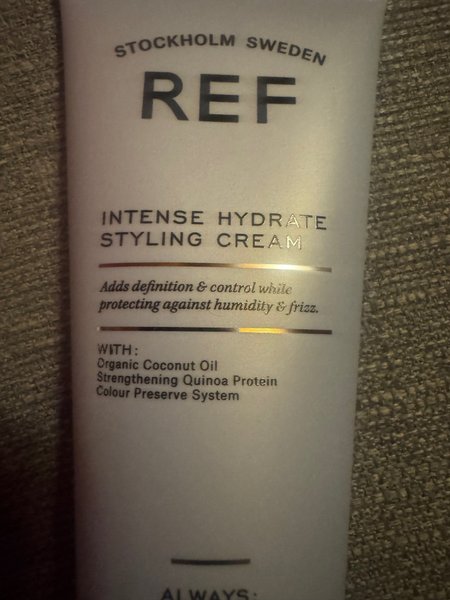 STOCKHOLM SWEDEN
REF
INTENSE HYDRATE
STYLING CREAM
Adds definition & control while
protecting against humidity & frizz.
WITH:
Organic Coconut Oil
Strengthening Quinoa Protein
Colour Preserve System
ALWAYS: